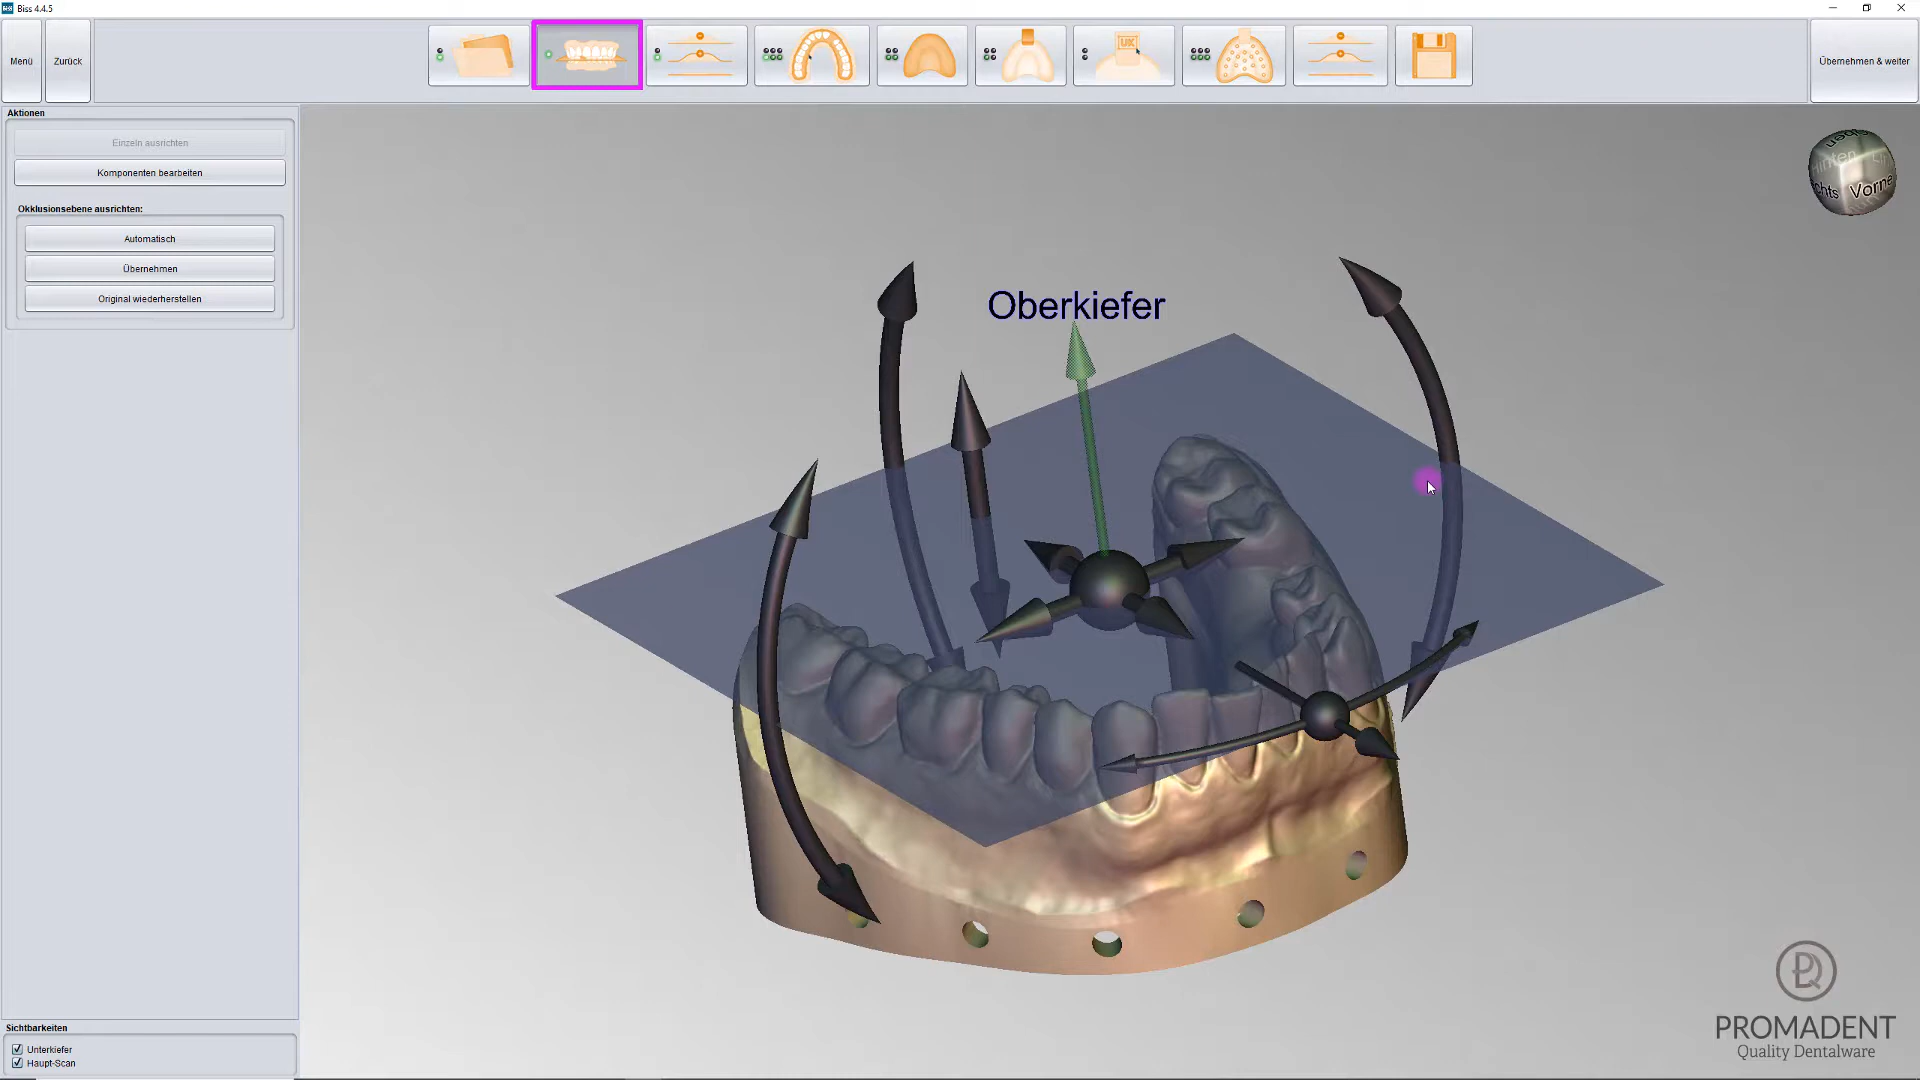 Biss 4.4.5
Menü
Zurück
UK
Übernehmen & weiter
Aktionen
Einzeln ausrichten
Komponenten bearbeiten
Okklusionsebene ausrichten:
Automatisch
Übernehmen
Original wiederherstellen
Oberkiefer
Vorne
PROMADENT
Quality Dentalware
Sichtbarkeiten
Unterkiefer
Haupt-Scan